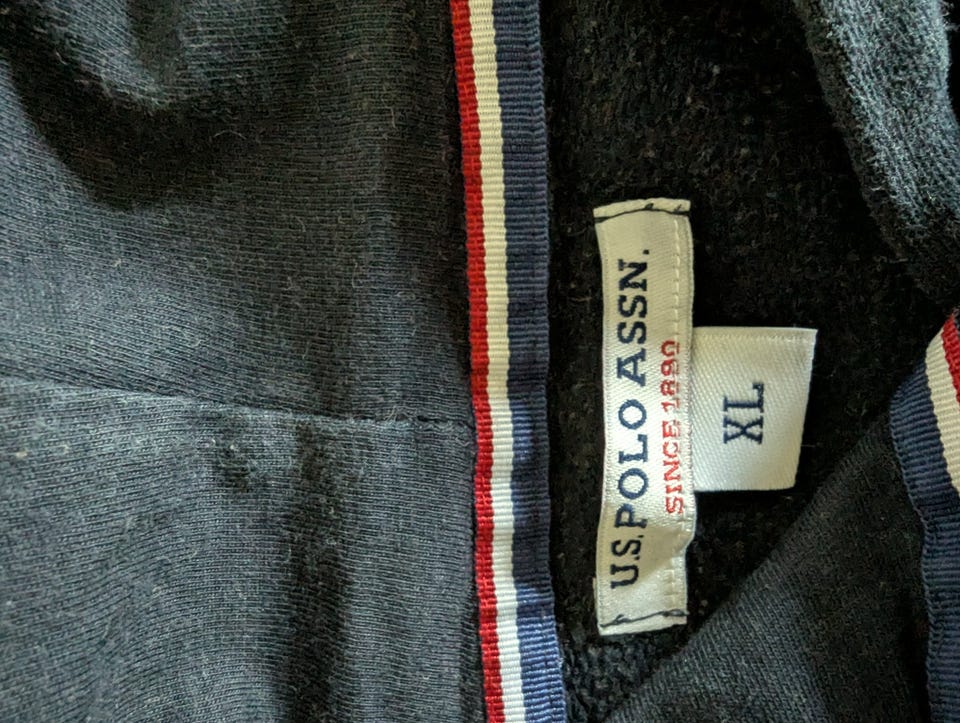 U.S. POLO ASSN.
SINCE 1890
XL